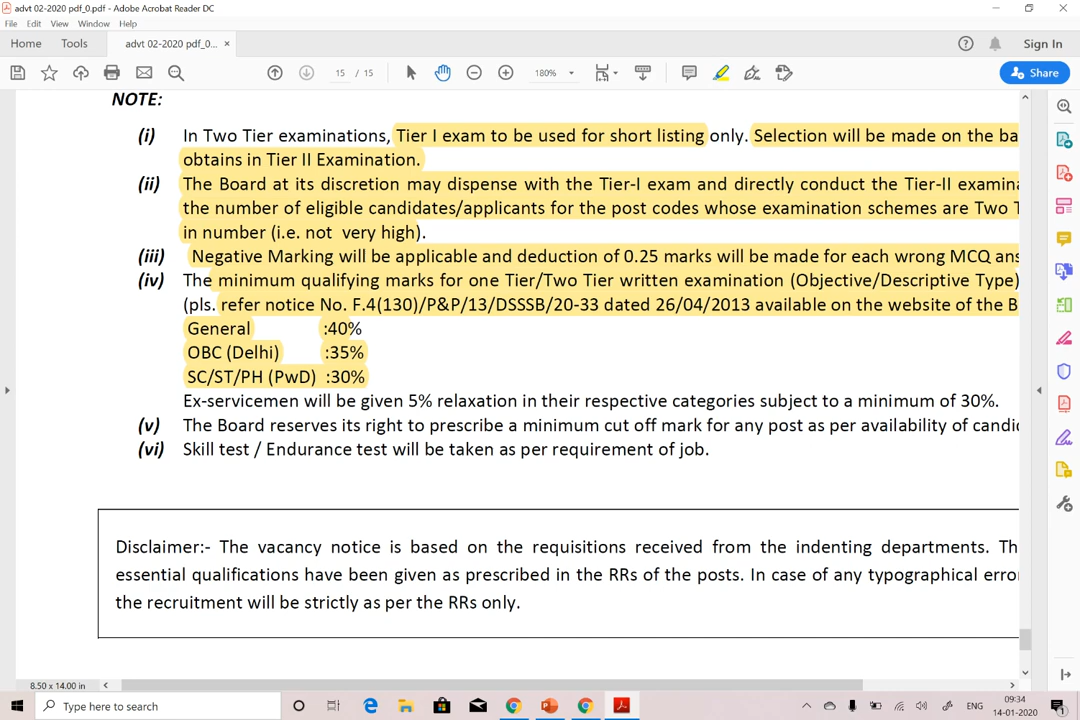 advt 02-2020 pdf_0.pdf - Adobe Acrobat Reader DC
File Edit View Window Help
Home Tools advt 02-2020 pdf_0... × Sign In
15 / 15 180% Share
NOTE:
(i) In Two Tier examinations, Tier I exam to be used for short listing only. Selection will be made on the
obtains in Tier II Examination.
(ii) The Board at its discretion may dispense with the Tier-I exam and directly conduct the Tier-II
the number of eligible candidates/applicants for the post codes whose examination schemes are Two
in number (i.e. not very high).
(iii) Negative Marking will be applicable and deduction of 0.25 marks will be made for each wrong MCQ
(iv) The minimum qualifying marks for one Tier/Two Tier written examination (Objective/Descriptive Type)
(pls. refer notice No. F.4(130)/P&P/13/DSSSB/20-33 dated 26/04/2013 available on the website of the B
General :40%
OBC (Delhi) :35%
SC/ST/PH (PwD) :30%
Ex-servicemen will be given 5% relaxation in their respective categories subject to a minimum of 30%.
(v) The Board reserves its right to prescribe a minimum cut off mark for any post as per availability of
(vi) Skill test / Endurance test will be taken as per requirement of job.
Disclaimer:- The vacancy notice is based on the requisitions received from the indenting departments.
essential qualifications have been given as prescribed in the RRs of the posts. In case of any typographical
the recruitment will be strictly as per the RRs only.
8.50 x 14.00 in
Type here to search
ENG
09:34
14-01-2020